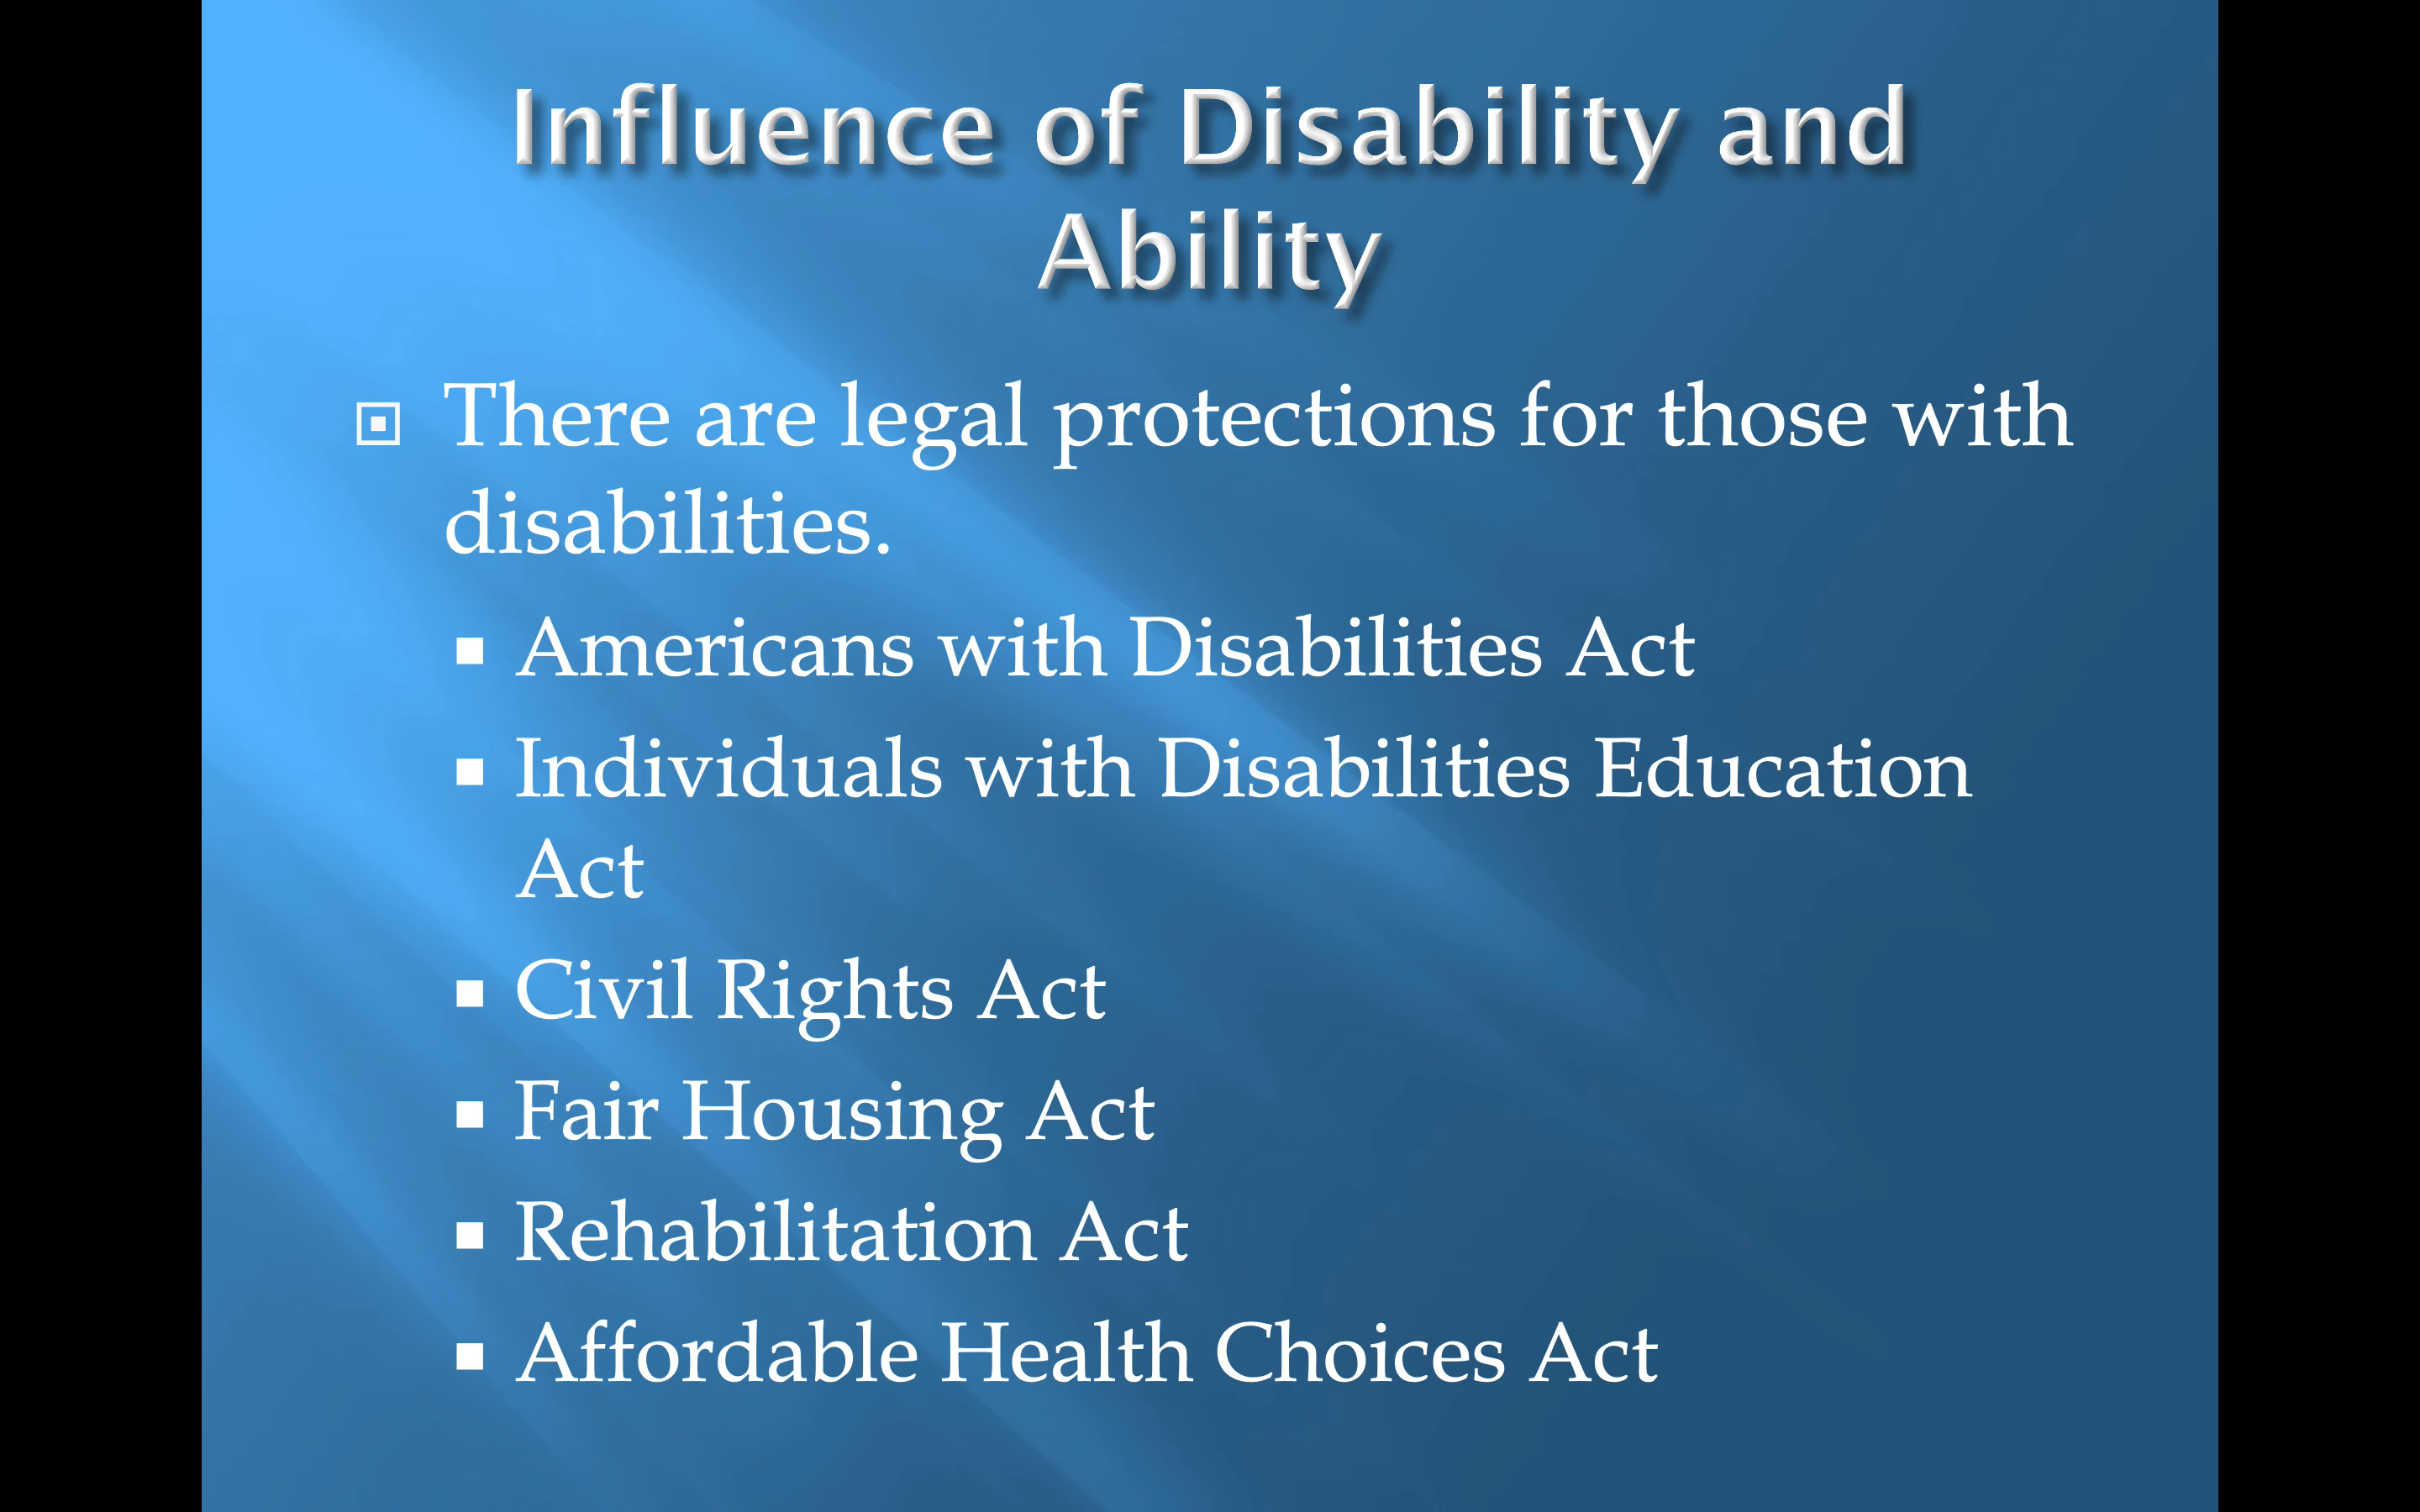 Influence of Disability and
Ability
There are legal protections for those with
disabilities.
Americans with Disabilities Act
Individuals with Disabilities Education
Act
Civil Rights Act
Fair Housing Act
Rehabilitation Act
Affordable Health Choices Act